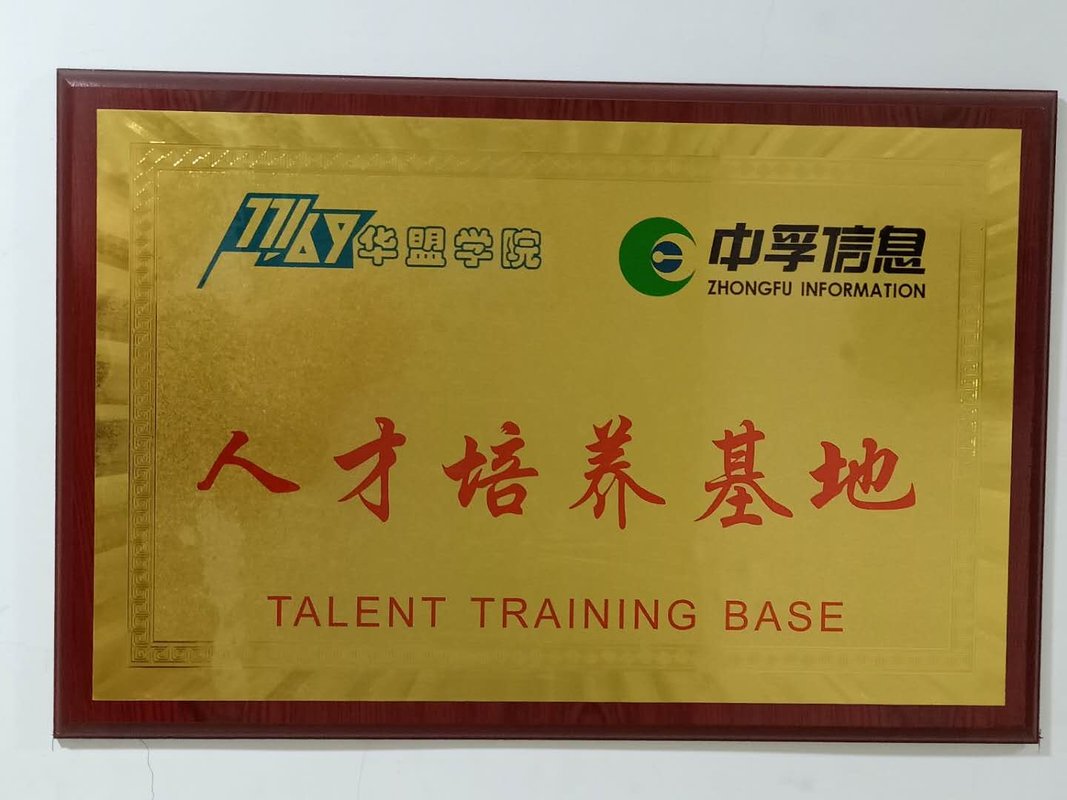 77169 华盟学院
中孚信息
ZHONGFU INFORMATION
人才培养基地
TALENT TRAINING BASE